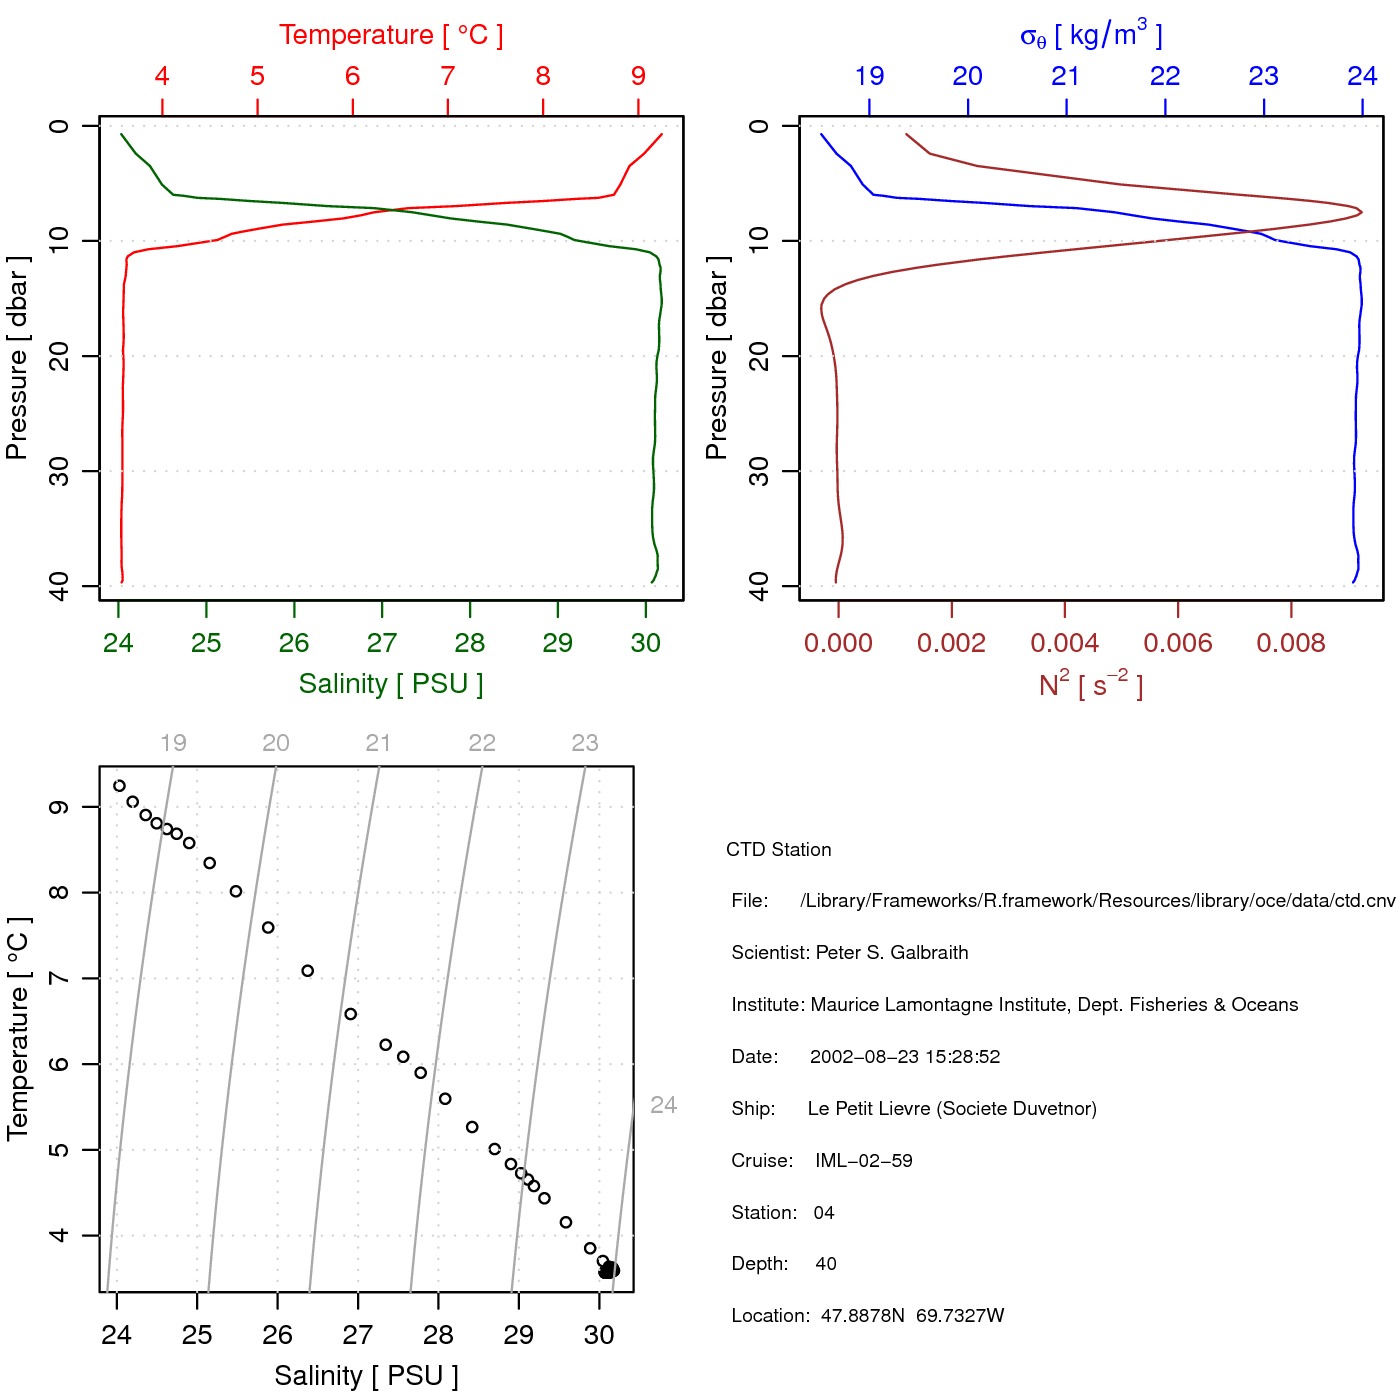 Temperature [ °C ]
4 5 6 7 8 9
0
10
20
30
40
Pressure [ dbar ]
24 25 26 27 28 29 30
Salinity [ PSU ]
σθ [ kg/m³ ]
19 20 21 22 23 24
0
10
20
30
40
Pressure [ dbar ]
0.000 0.002 0.004 0.006 0.008
N² [ s⁻² ]
19 20 21 22 23
24
9
8
7
6
5
4
Temperature [ °C ]
24 25 26 27 28 29 30
Salinity [ PSU ]
CTD Station
File: /Library/Frameworks/R.framework/Resources/library/oce/data/ctd.cnv
Scientist: Peter S. Galbraith
Institute: Maurice Lamontagne Institute, Dept. Fisheries & Oceans
Date: 2002−08−23 15:28:52
Ship: Le Petit Lievre (Societe Duvetnor)
Cruise: IML−02−59
Station: 04
Depth: 40
Location: 47.8878N 69.7327W